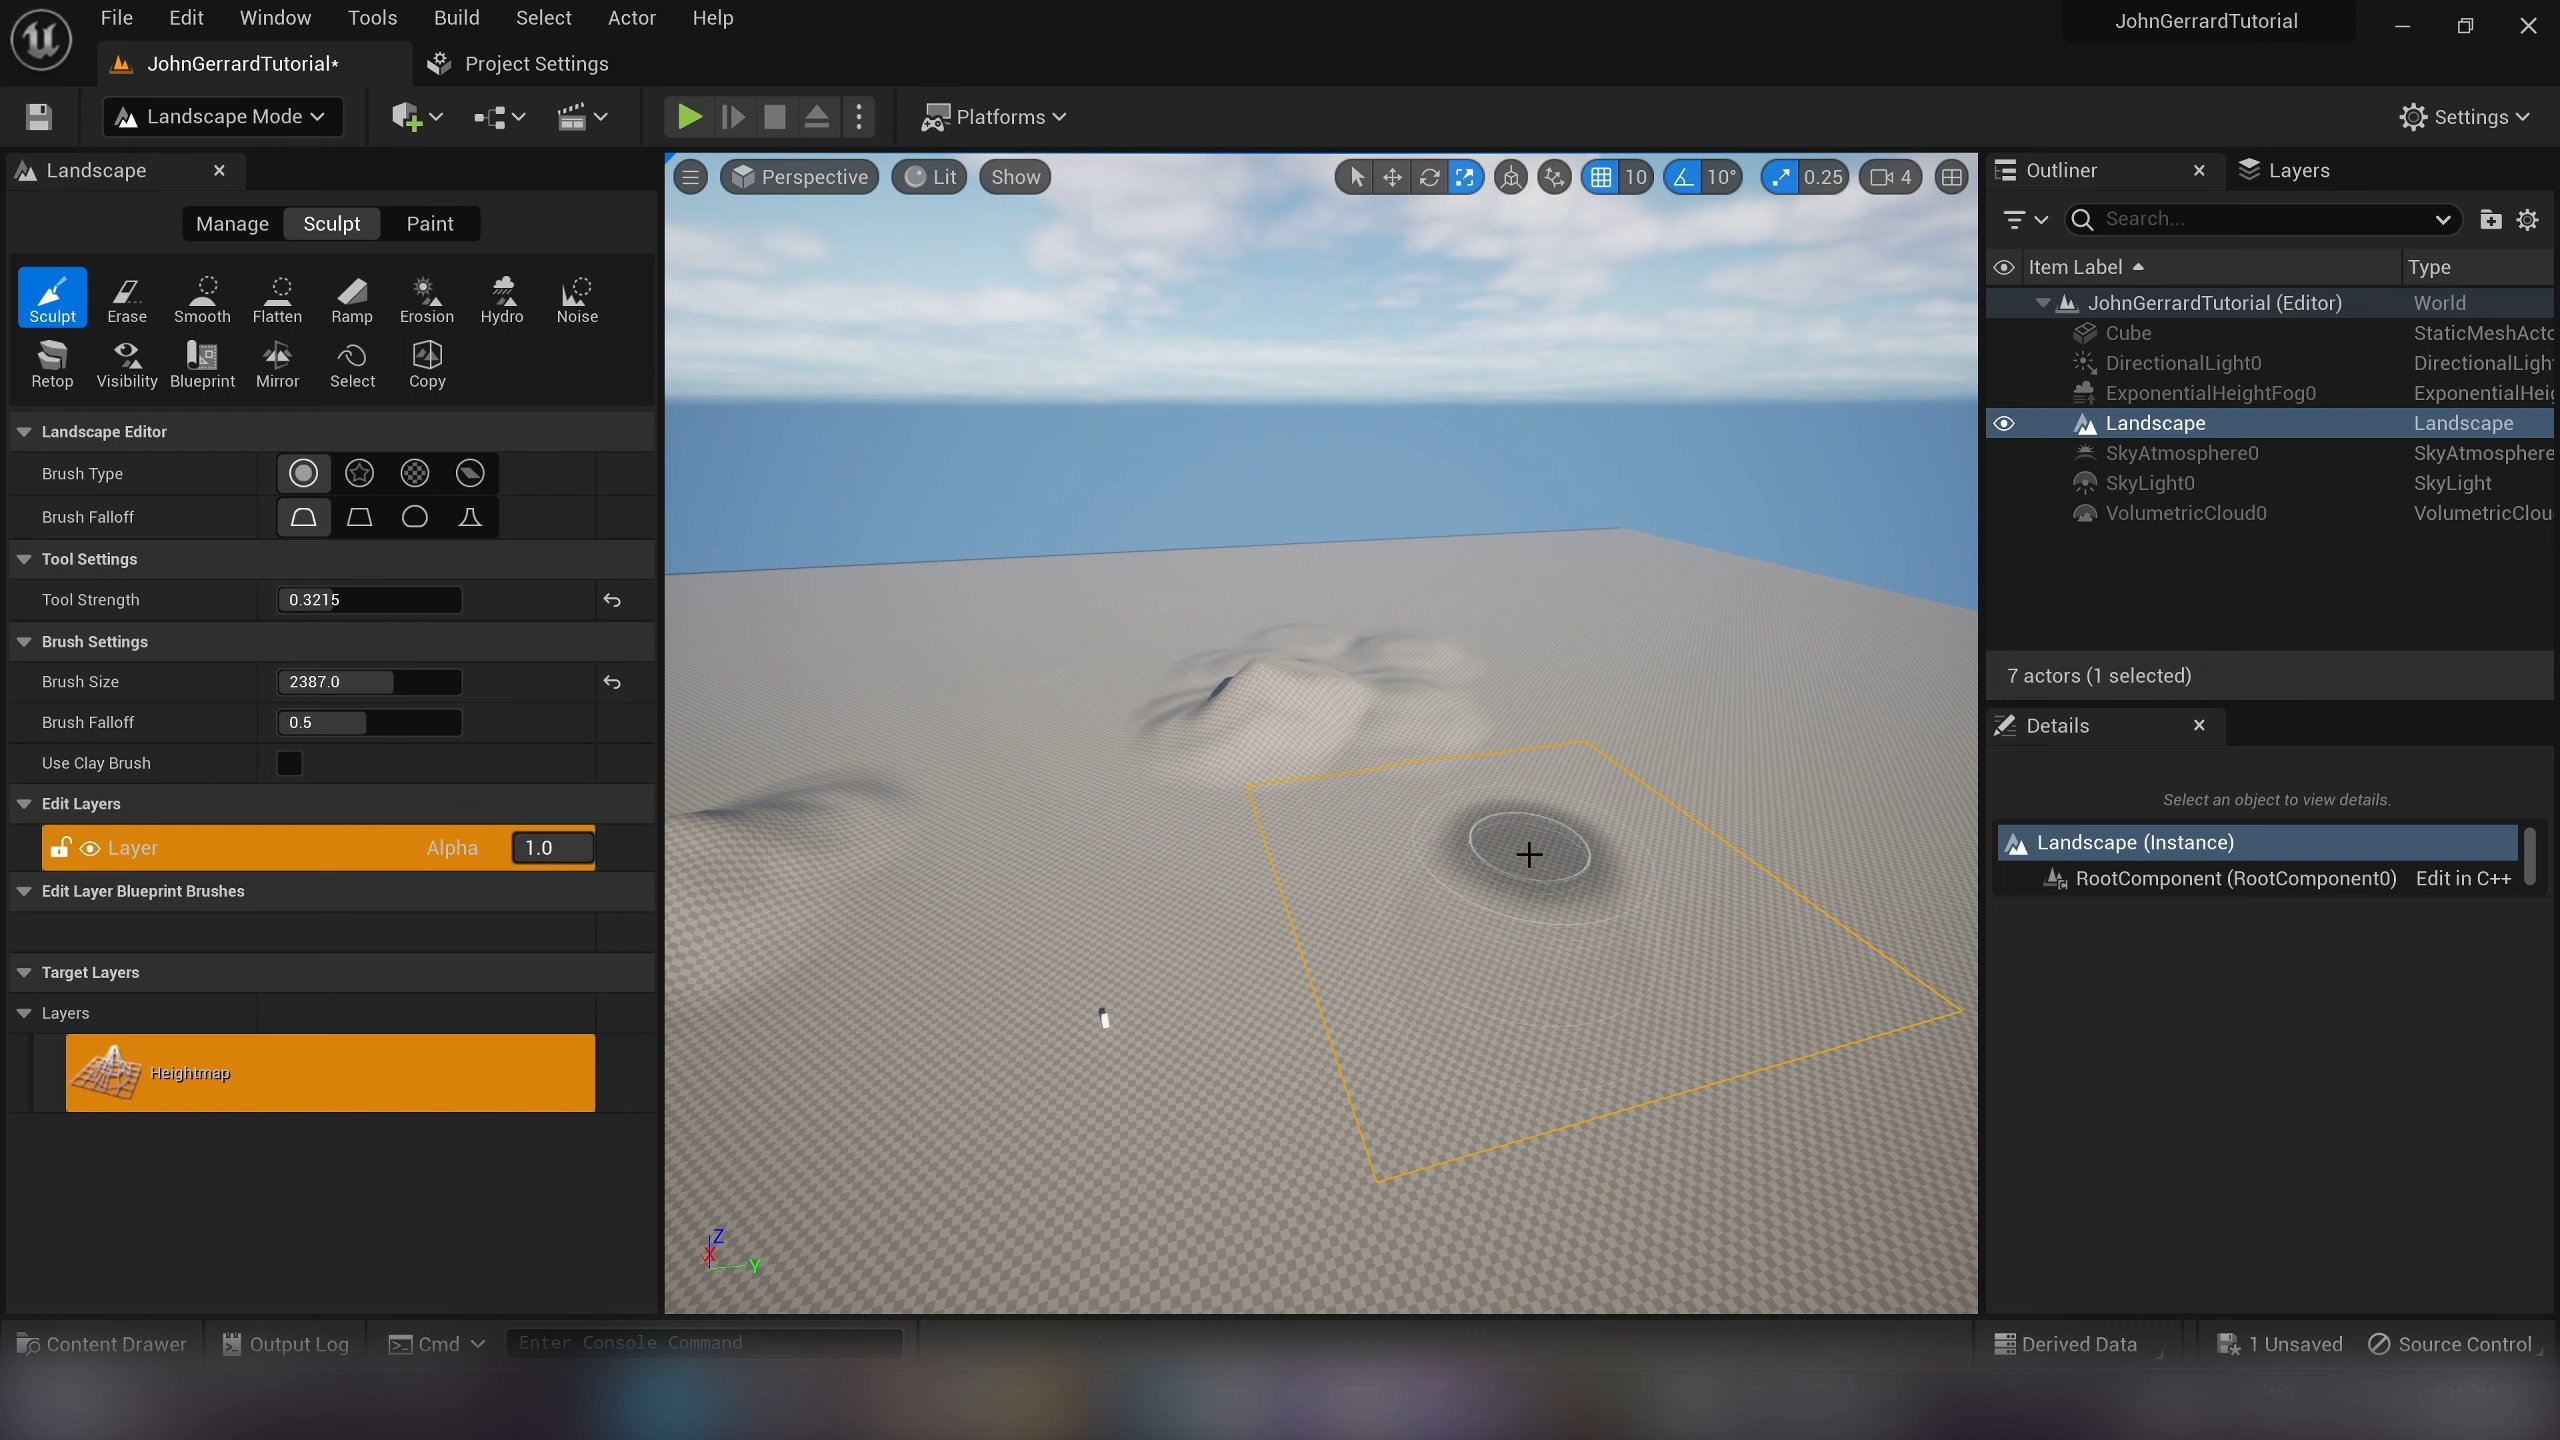 File Edit Window Tools Build Select Actor Help
JohnGerrardTutorial
JohnGerrardTutorial* Project Settings
Landscape Mode Platforms Settings
Landscape
Manage Sculpt Paint
Sculpt Erase Smooth Flatten Ramp Erosion Hydro Noise
Retop Visibility Blueprint Mirror Select Copy
Landscape Editor
Brush Type
Brush Falloff
Tool Settings
Tool Strength 0.3215
Brush Settings
Brush Size 2387.0
Brush Falloff 0.5
Use Clay Brush
Edit Layers
Layer Alpha 1.0
Edit Layer Blueprint Brushes
Target Layers
Layers
Heightmap
Perspective Lit Show 10 10° 0.25 4
Z
X
Y
Outliner Layers
Search...
Item Label Type
JohnGerrardTutorial (Editor) World
Cube StaticMeshActo
DirectionalLight0 DirectionalLigh
ExponentialHeightFog0 ExponentialHei
Landscape Landscape
SkyAtmosphere0 SkyAtmosphere
SkyLight0 SkyLight
VolumetricCloud0 VolumetricClou
7 actors (1 selected)
Details
Select an object to view details.
Landscape (Instance)
RootComponent (RootComponent0) Edit in C++
Content Drawer Output Log Cmd Enter Console Command Derived Data 1 Unsaved Source Control